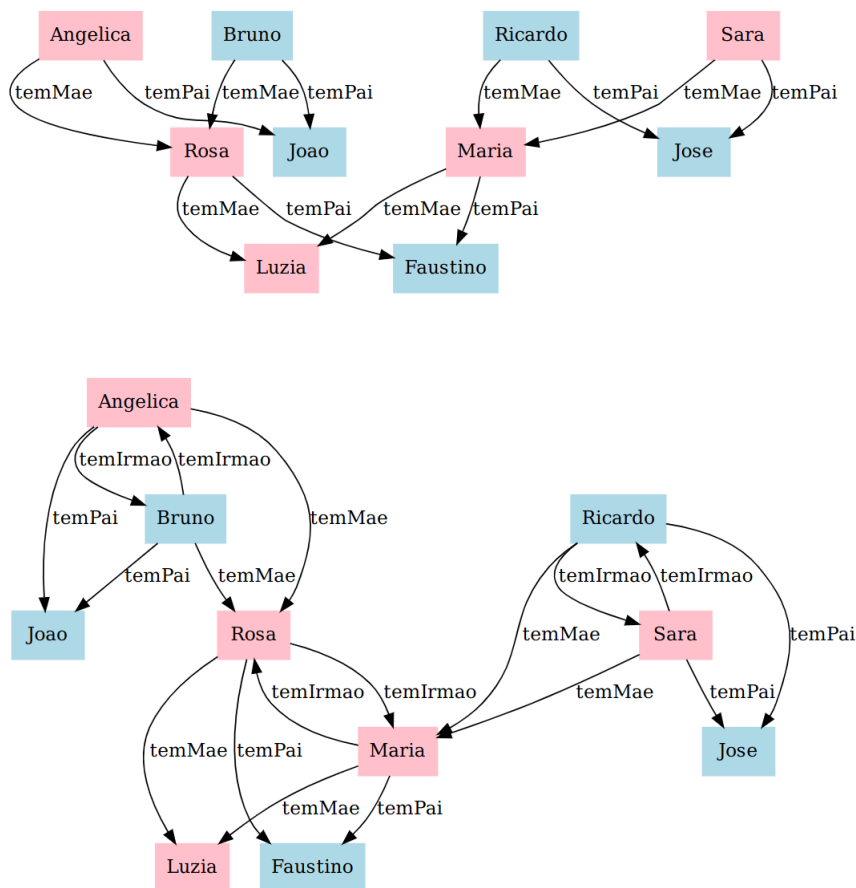 Angelica Bruno Ricardo Sara
temMae temPai temMae temPai temMae temPai temMae temPai
Rosa Joao Maria Jose
temMae temPai temMae temPai
Luzia Faustino
Angelica
temIrmao temIrmao
temPai Bruno temMae Ricardo
temPai temMae temIrmao temIrmao
Joao Rosa temMae Sara temPai
temIrmao temIrmao temMae temPai
temMae temPai Maria Jose
temMae temPai
Luzia Faustino